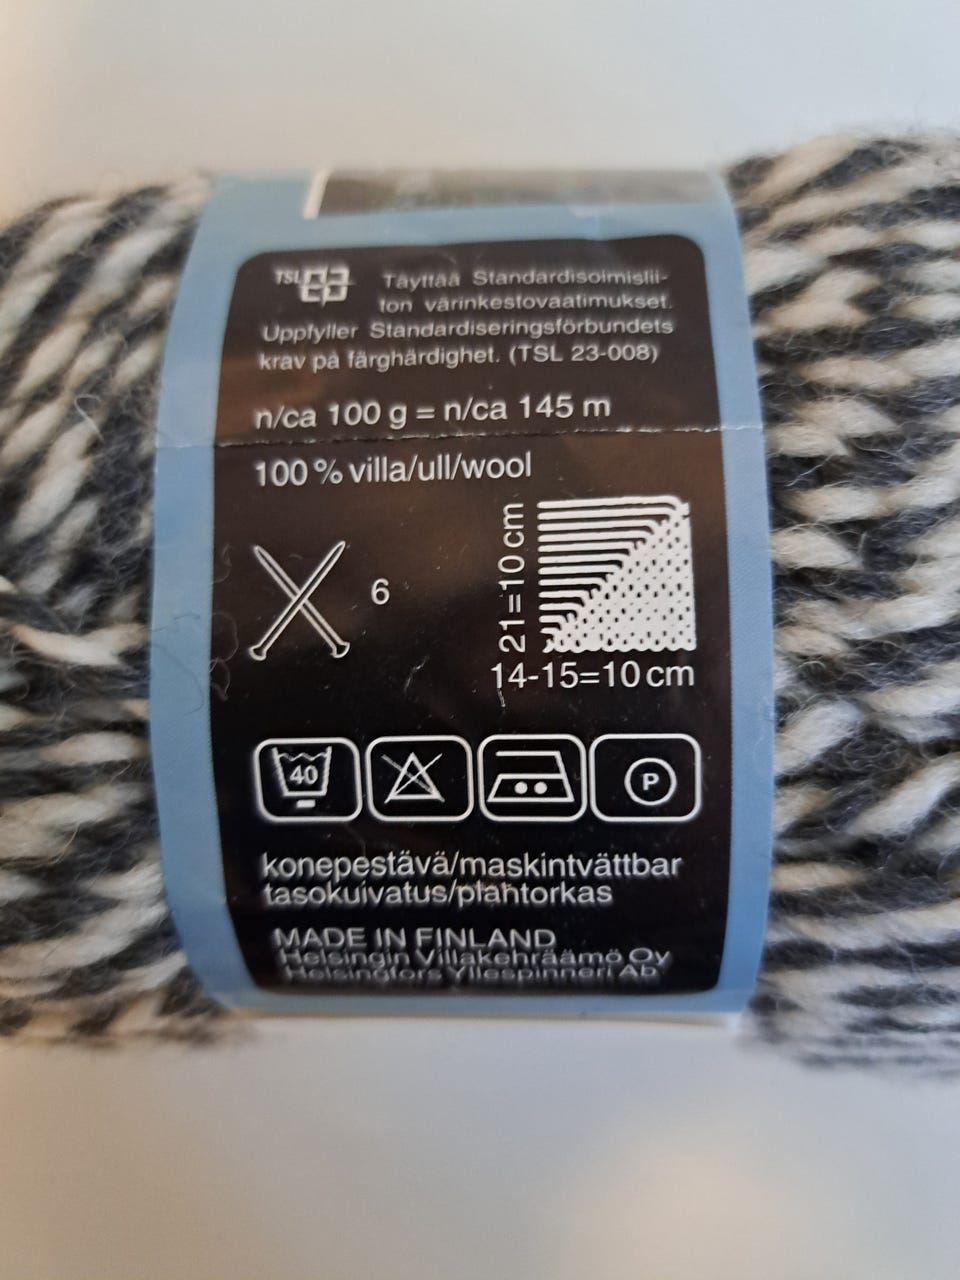 TSL Täyttää Standardisoimislii-
ton värinkestovaatimukset.
Uppfyller Standardiseringsförbundets
krav på färghärdighet. (TSL 23-008)
n/ca 100 g = n/ca 145 m
100 % villa/ull/wool
6
21=10 cm
14-15=10 cm
40
P
konepestävä/maskintvättbar
tasokuivatus/plantorkas
MADE IN FINLAND
Helsingin Villakehräämö Oy
Helsingfors Yllespinneri Ab